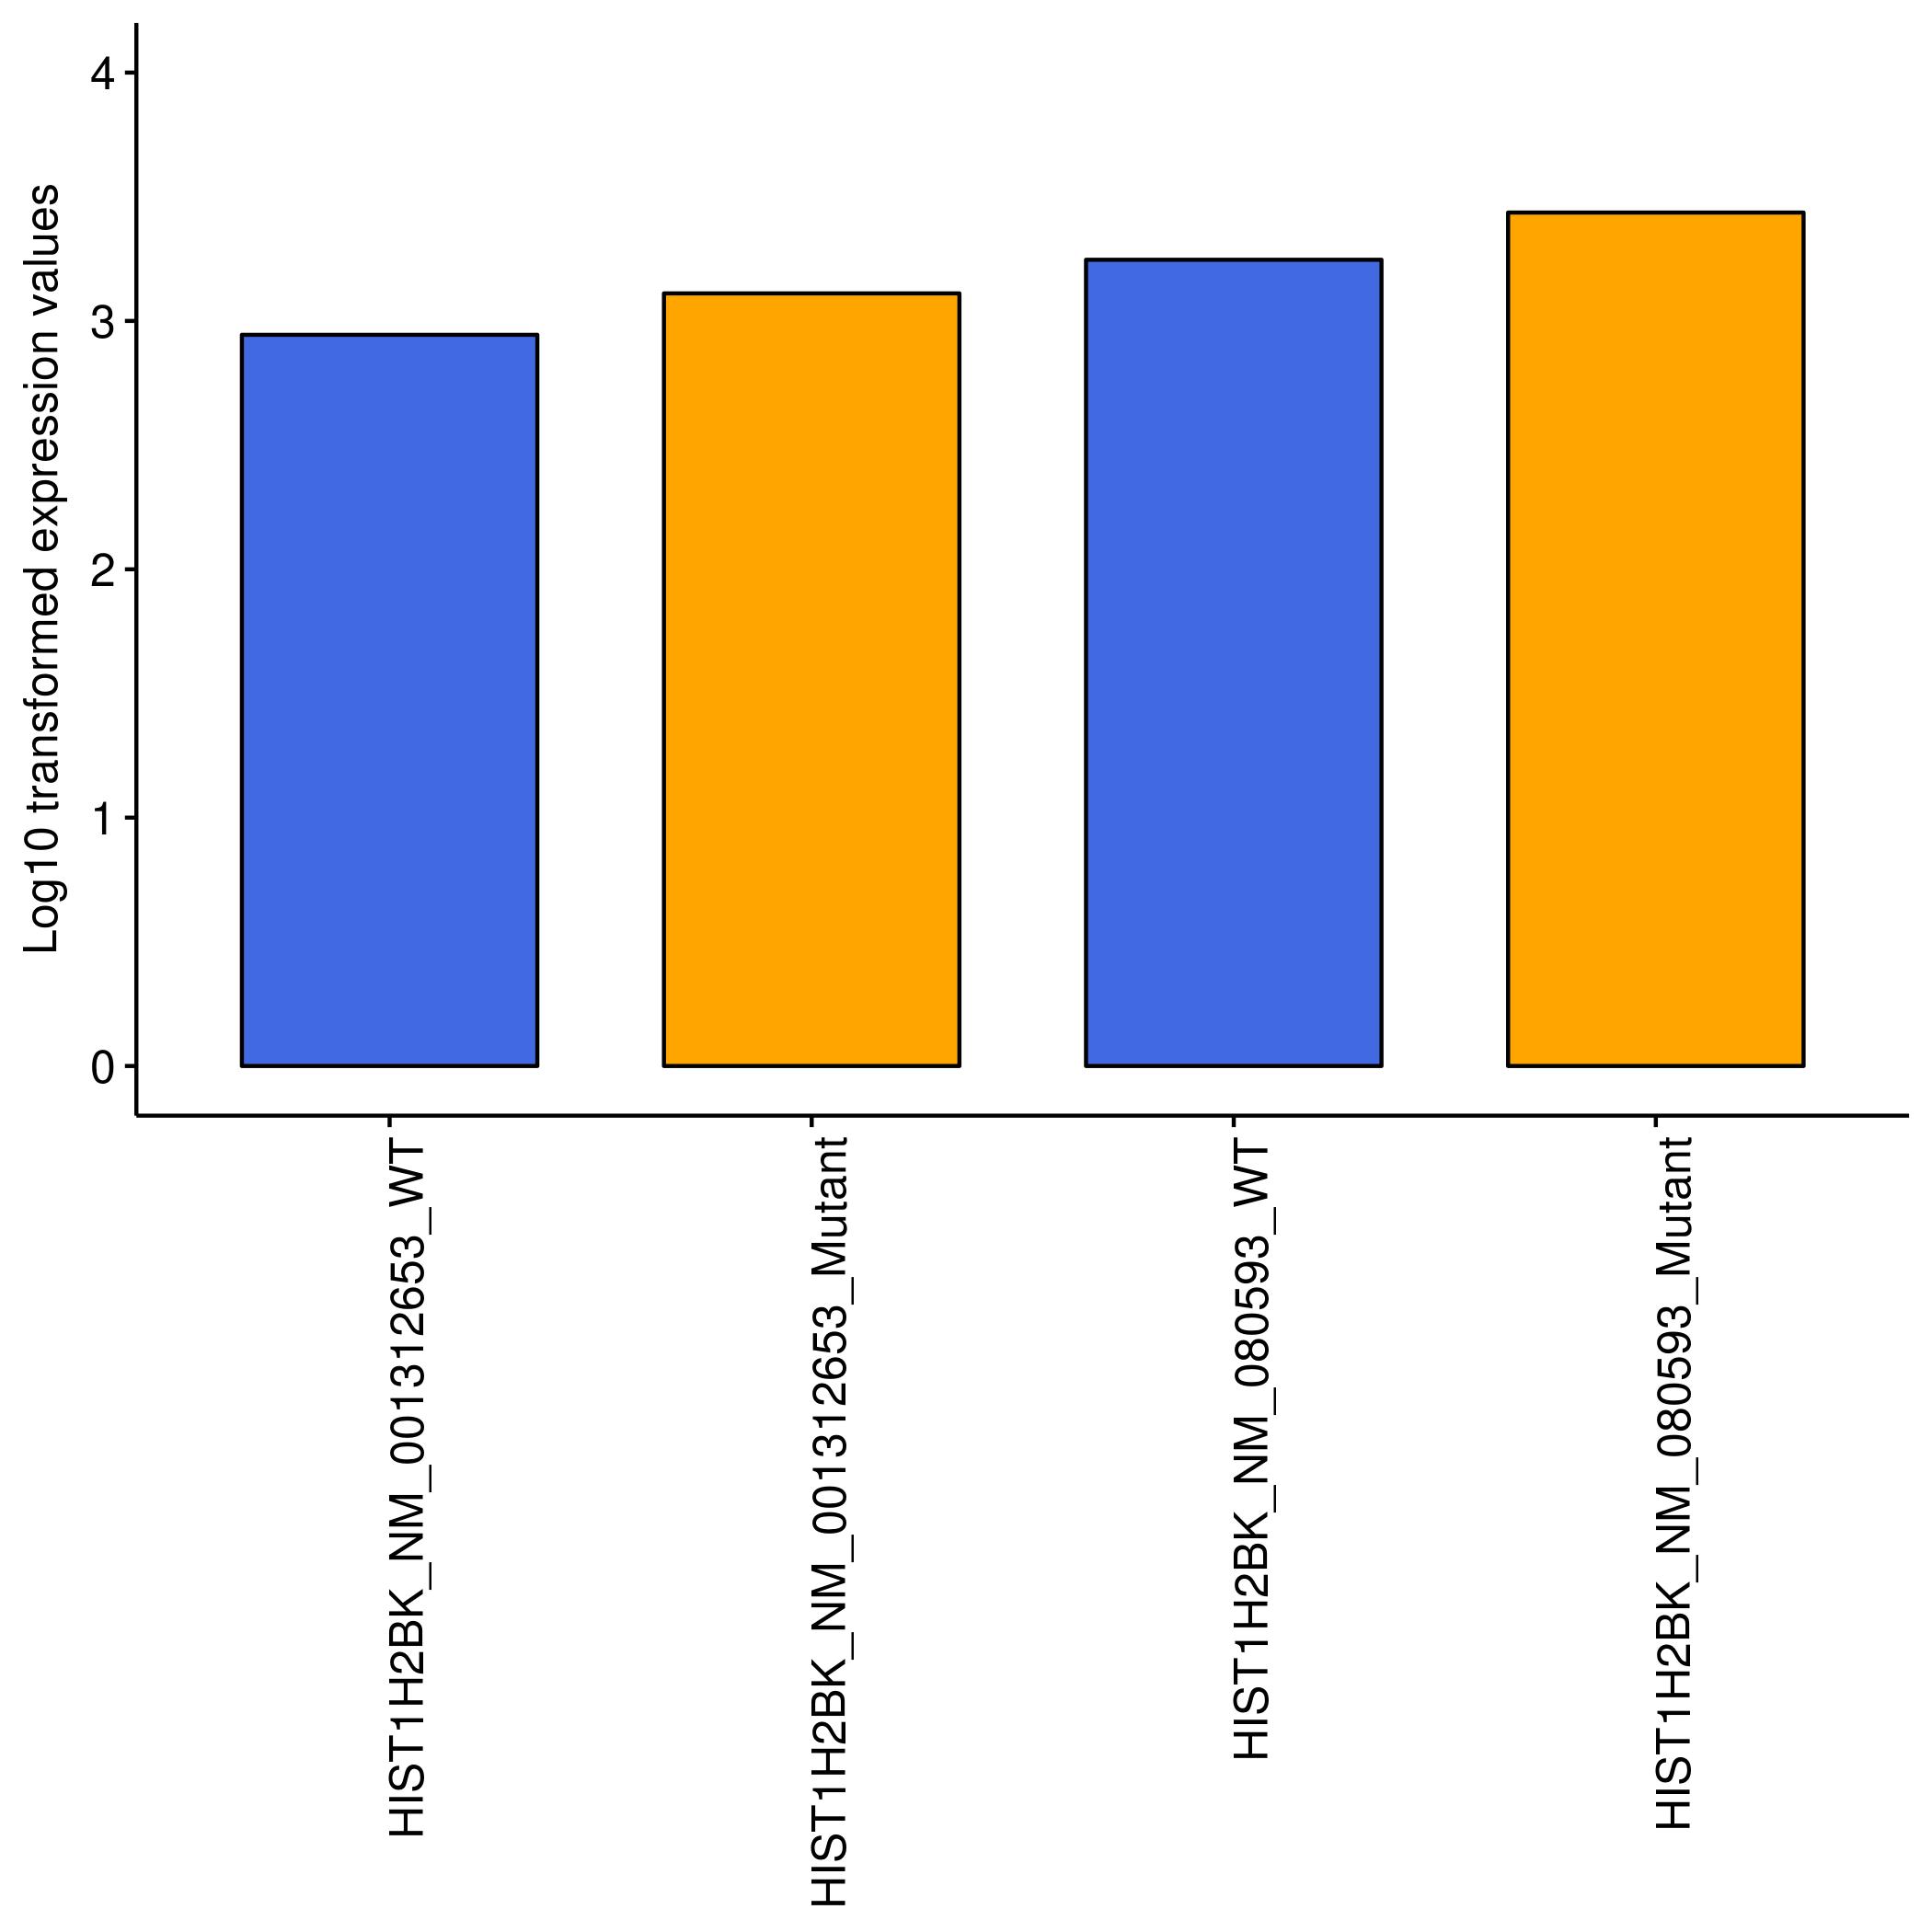 Log10 transformed expression values
4
3
2
1
0
HIST1H2BK_NM_001312653_WT
HIST1H2BK_NM_001312653_Mutant
HIST1H2BK_NM_080593_WT
HIST1H2BK_NM_080593_Mutant